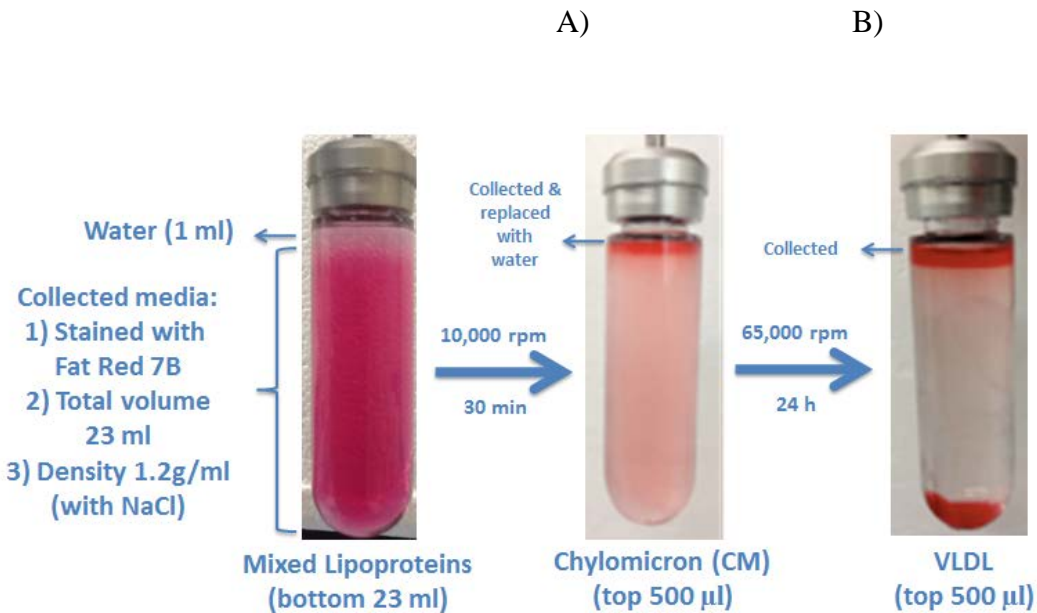 A)
B)
Water (1 ml)
Collected media:
1) Stained with
Fat Red 7B
2) Total volume
23 ml
3) Density 1.2g/ml
(with NaCl)
Mixed Lipoproteins
(bottom 23 ml)
10,000 rpm
30 min
Collected &
replaced
with
water
Chylomicron (CM)
(top 500 µl)
65,000 rpm
24 h
Collected
VLDL
(top 500 µl)